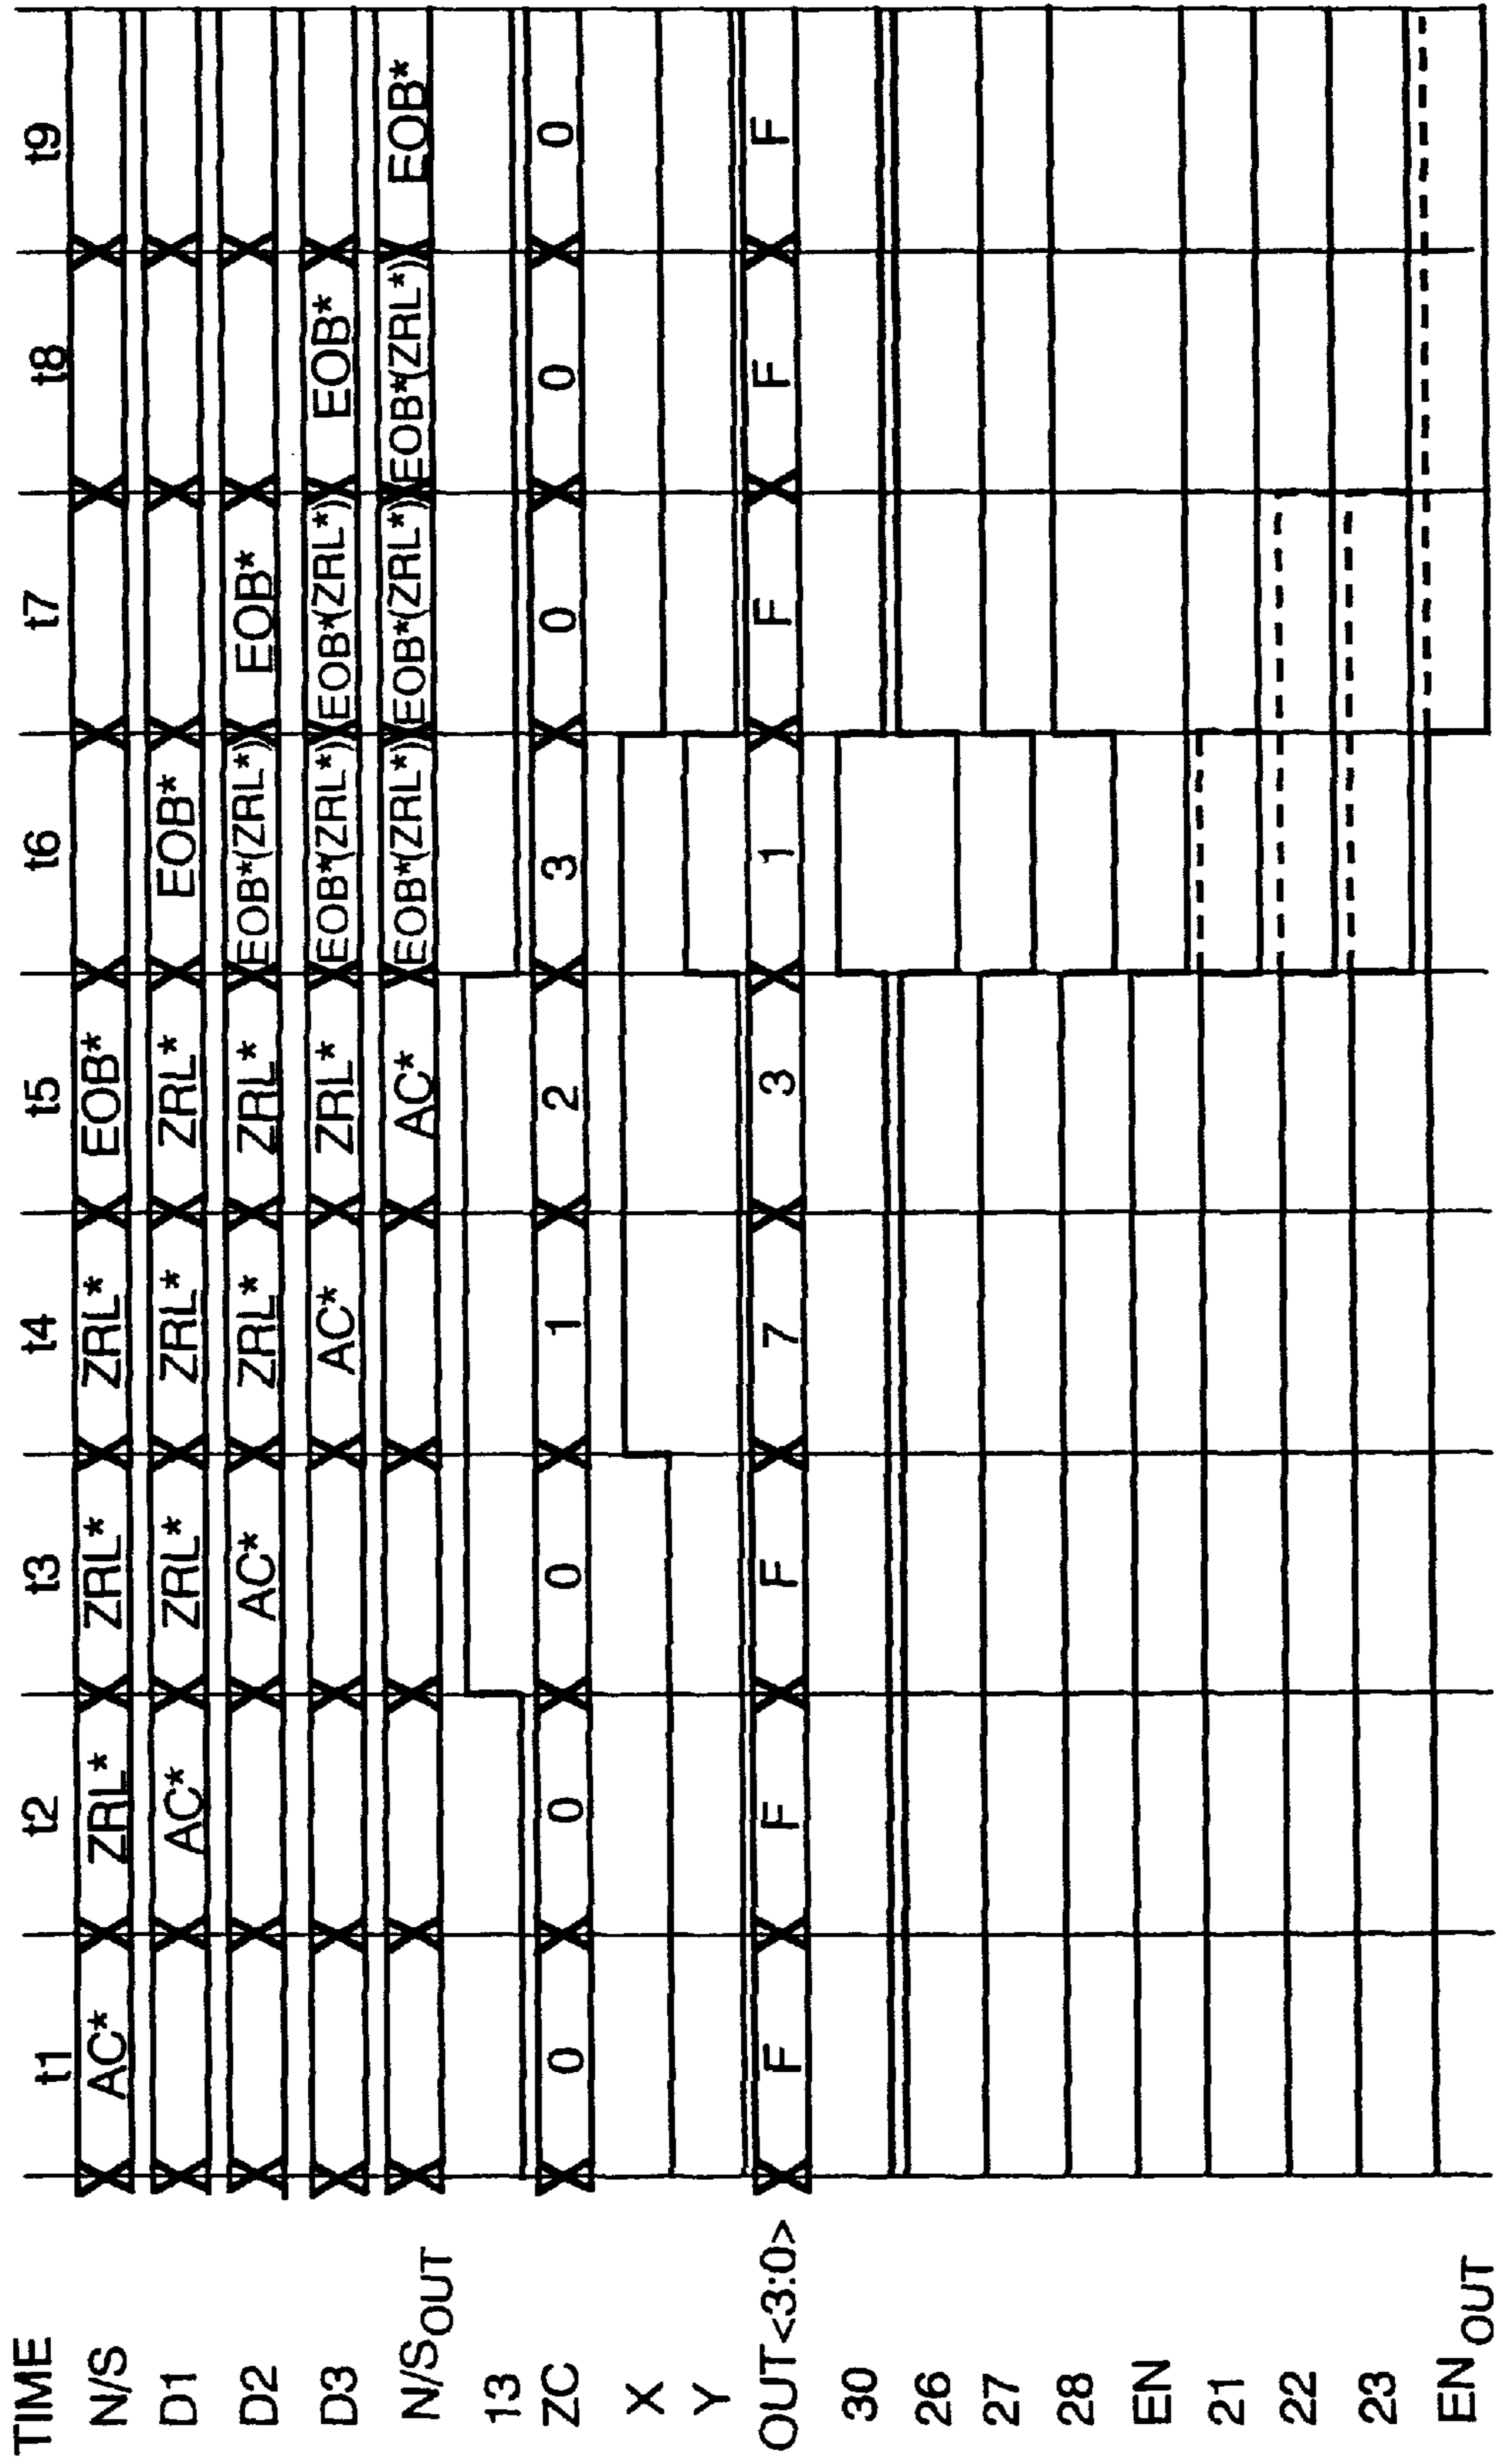 TIME t1 t2 t3 t4 t5 t6 t7 t8 t9
N/S AC* ZRL* ZRL* ZRL* EOB*
D1 AC* ZRL* ZRL* ZRL* EOB*
D2 AC* ZRL* ZRL* EOB*(ZRL*) EOB*
D3 AC* ZRL* EOB*(ZRL*) EOB*(ZRL*) EOB*
N/SOUT AC* EOB*(ZRL*) EOB*(ZRL*) EOB*(ZRL*) EOB*
13
ZC 0 0 0 1 2 3 0 0 0
X
Y
OUT<3:0> F F F 7 3 1 F F F
30
26
27
28
EN
21
22
23
ENOUT